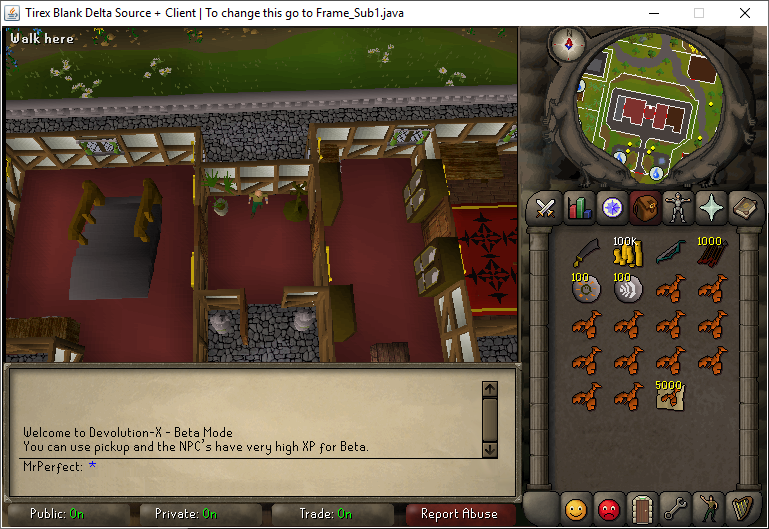 Tirex Blank Delta Source + Client | To change this go to Frame_Sub1.java
Walk here
100K
1000
100
100
5000
Welcome to Devolution-X - Beta Mode
You can use pickup and the NPC's have very high XP for Beta.
MrPerfect: *
Public: On
Private: On
Trade: On
Report Abuse